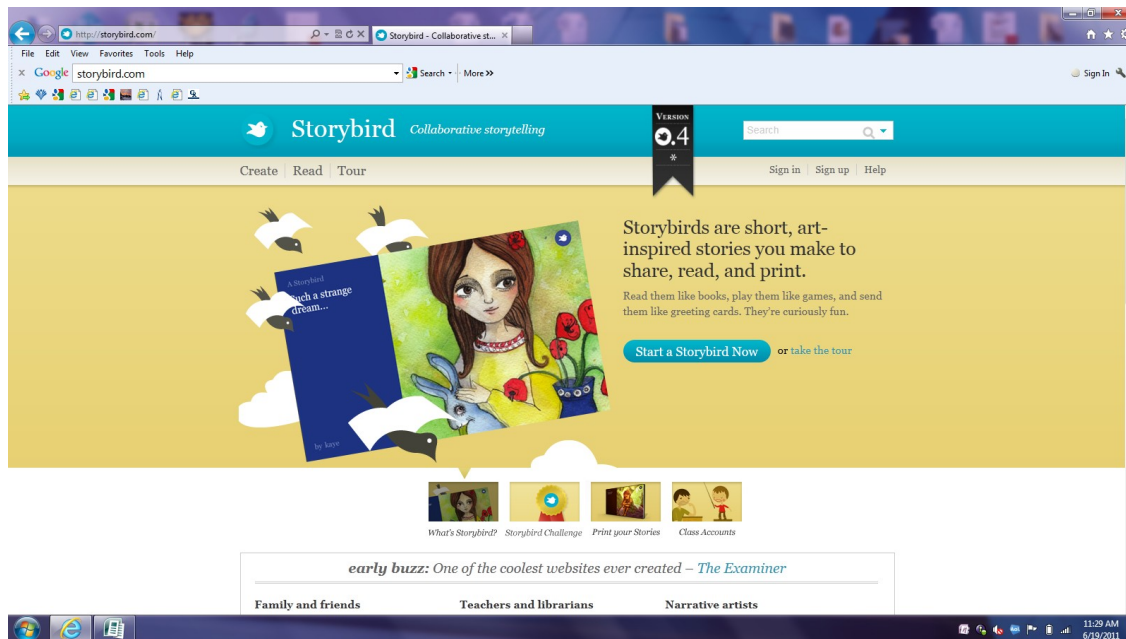 http://storybird.com/
Storybird - Collaborative st...
File Edit View Favorites Tools Help
x Google storybird.com Search More >> Sign In
Storybird Collaborative storytelling
VERSION
0.4
*
Search
Create Read Tour
Sign in Sign up Help
A Storybird
Such a strange
dream...
by kaye
Storybirds are short, art-
inspired stories you make to
share, read, and print.
Read them like books, play them like games, and send
them like greeting cards. They're curiously fun.
Start a Storybird Now or take the tour
What's Storybird? Storybird Challenge Print your Stories Class Accounts
early buzz: One of the coolest websites ever created – The Examiner
Family and friends Teachers and librarians Narrative artists
11:29 AM
6/19/2011